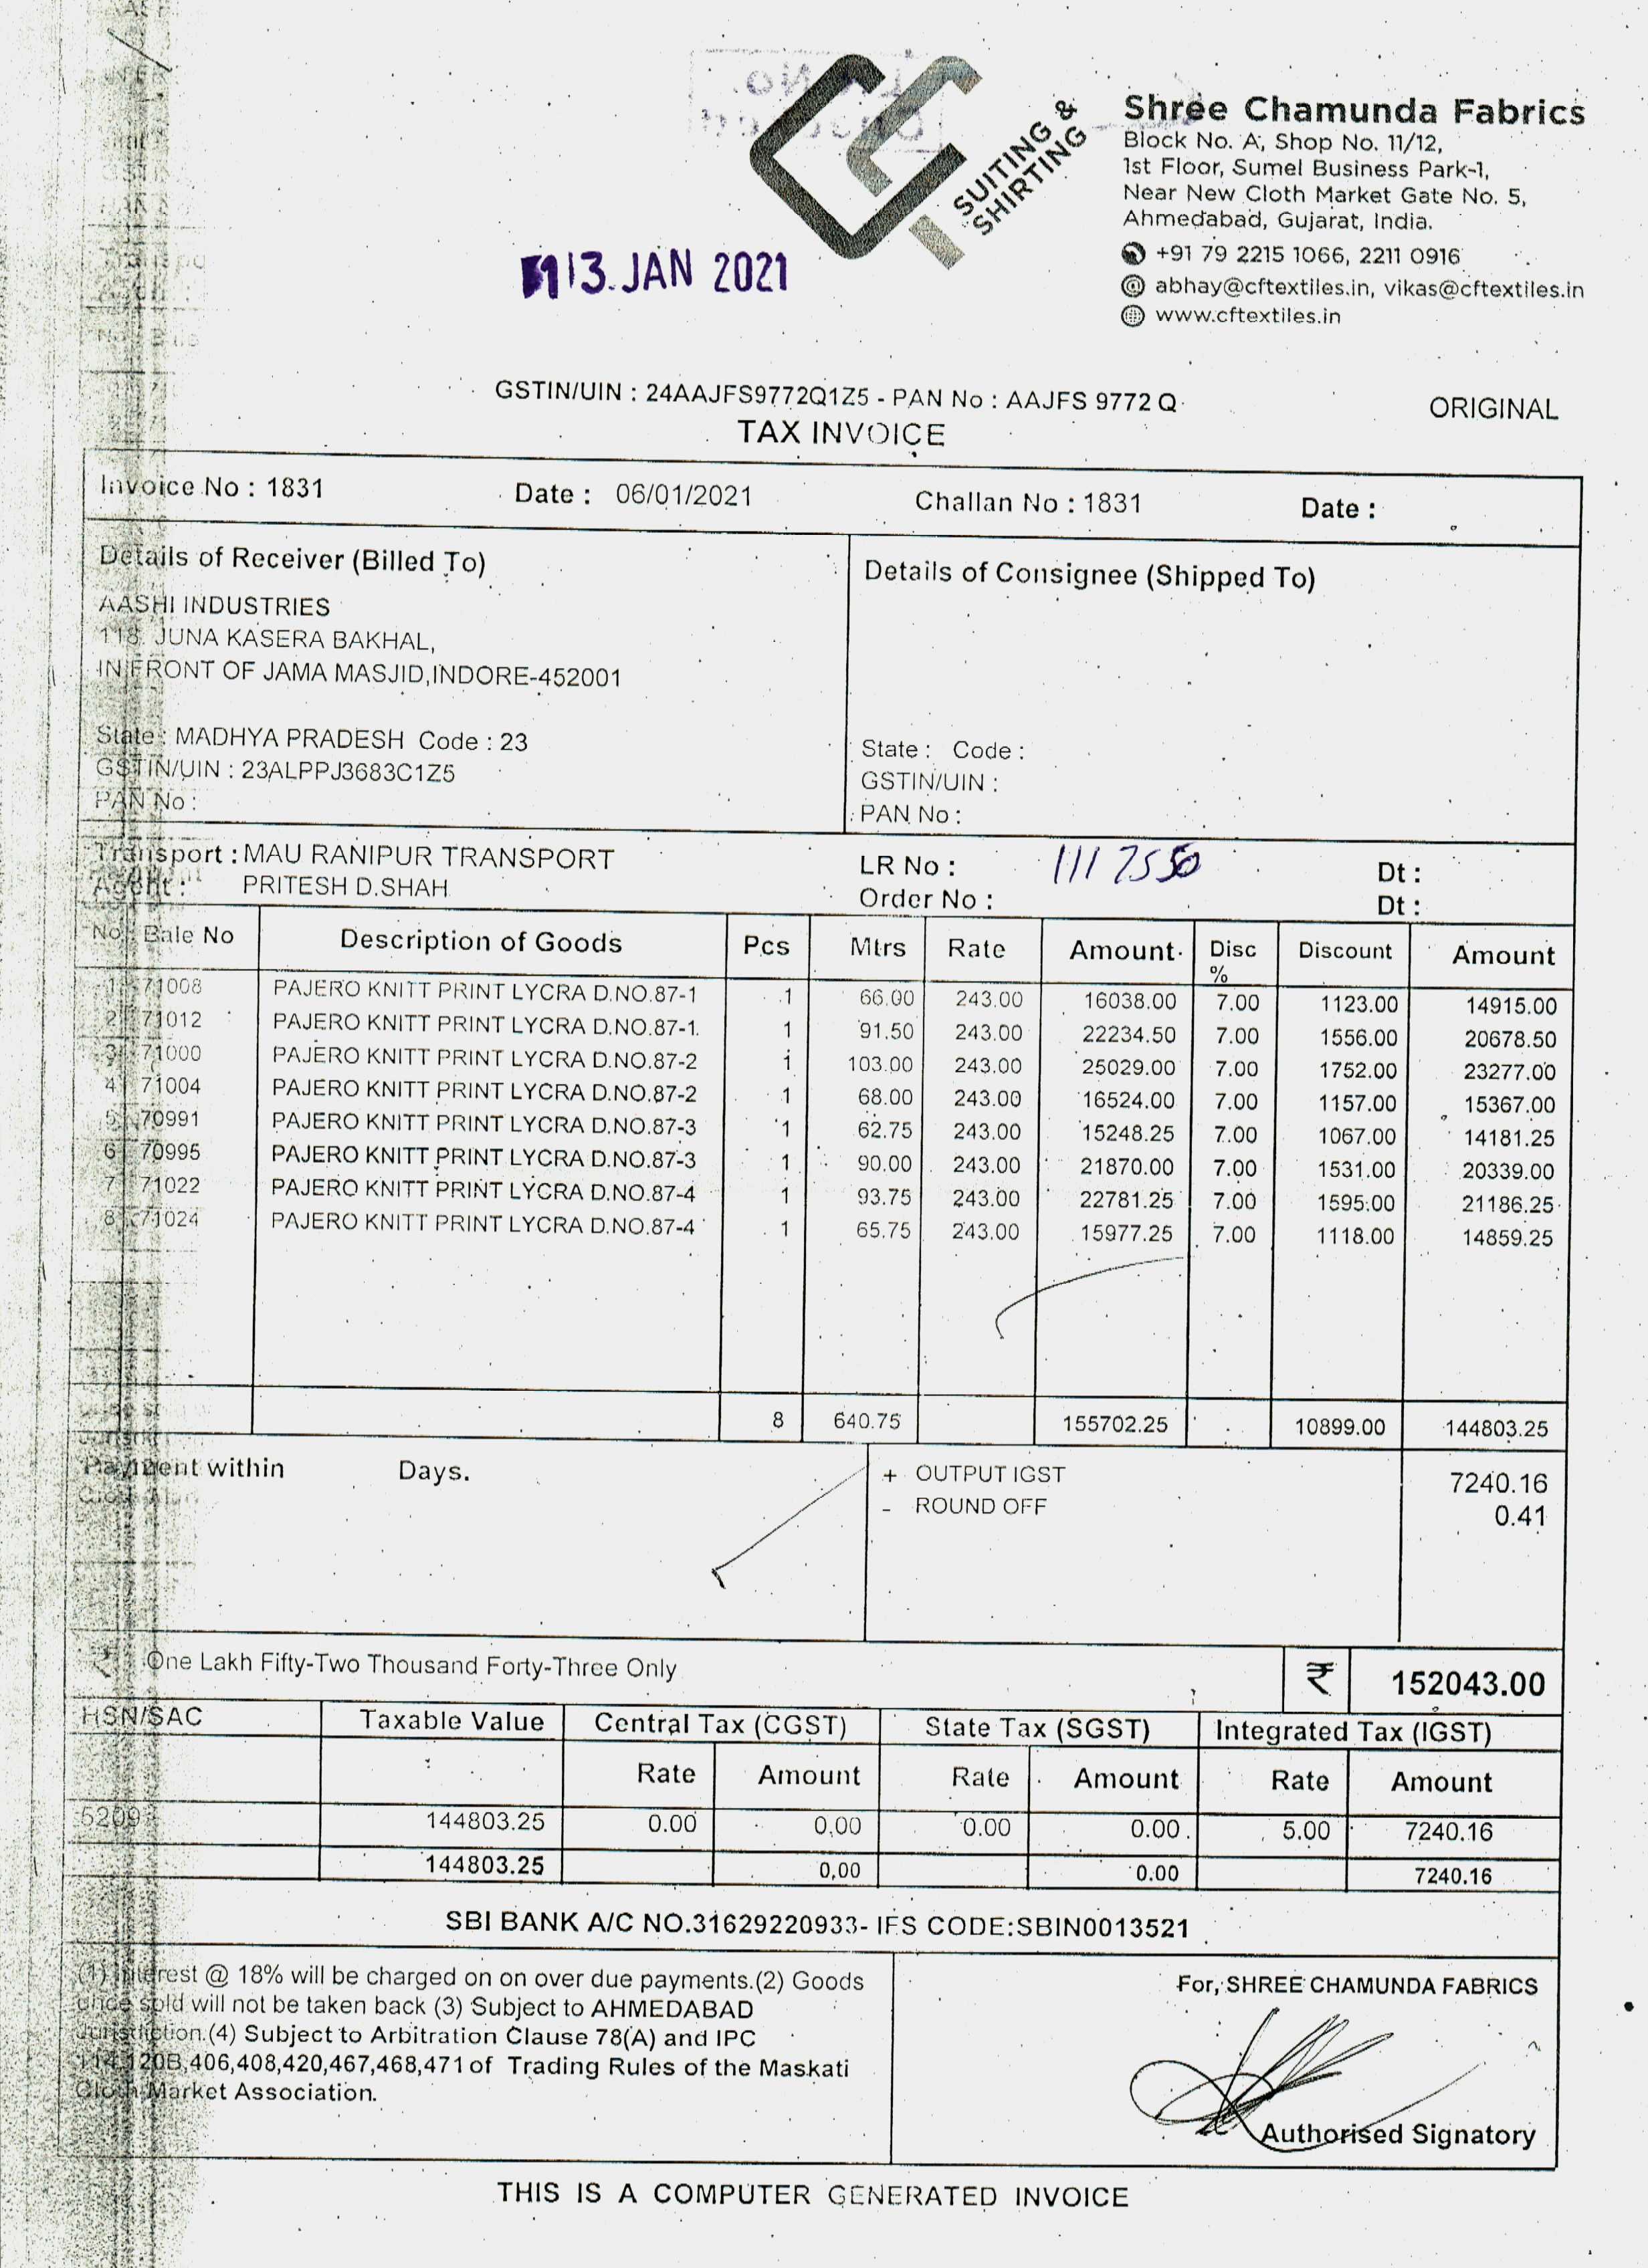 SUITING &
SHIRTING
Shree Chamunda Fabrics
Block No. A, Shop No. 11/12,
1st Floor, Sumel Business Park-1,
Near New Cloth Market Gate No. 5,
Ahmedabad, Gujarat, India.
+91 79 2215 1066, 2211 0916
abhay@cftextiles.in, vikas@cftextiles.in
www.cftextiles.in
13 JAN 2021
GSTIN/UIN : 24AAJFS9772Q1Z5 - PAN No : AAJFS 9772 Q
ORIGINAL
TAX INVOICE
Invoice No : 1831 Date : 06/01/2021 Challan No : 1831 Date :
Details of Receiver (Billed To)
AASHI INDUSTRIES
118, JUNA KASERA BAKHAL,
IN FRONT OF JAMA MASJID,INDORE-452001
State : MADHYA PRADESH Code : 23
GSTIN/UIN : 23ALPPJ3683C1Z5
PAN No :
Details of Consignee (Shipped To)
State : Code :
GSTIN/UIN :
PAN No :
Transport : MAU RANIPUR TRANSPORT LR No : 1117550 Dt :
Agent : PRITESH D.SHAH Order No : Dt :
No Bale No Description of Goods Pcs Mtrs Rate Amount Disc % Discount Amount
1 71008 PAJERO KNITT PRINT LYCRA D.NO.87-1 1 66.00 243.00 16038.00 7.00 1123.00 14915.00
2 71012 PAJERO KNITT PRINT LYCRA D.NO.87-1 1 91.50 243.00 22234.50 7.00 1556.00 20678.50
3 71000 PAJERO KNITT PRINT LYCRA D.NO.87-2 1 103.00 243.00 25029.00 7.00 1752.00 23277.00
4 71004 PAJERO KNITT PRINT LYCRA D.NO.87-2 1 68.00 243.00 16524.00 7.00 1157.00 15367.00
5 70991 PAJERO KNITT PRINT LYCRA D.NO.87-3 1 62.75 243.00 15248.25 7.00 1067.00 14181.25
6 70995 PAJERO KNITT PRINT LYCRA D.NO.87-3 1 90.00 243.00 21870.00 7.00 1531.00 20339.00
7 71022 PAJERO KNITT PRINT LYCRA D.NO.87-4 1 93.75 243.00 22781.25 7.00 1595.00 21186.25
8 71024 PAJERO KNITT PRINT LYCRA D.NO.87-4 1 65.75 243.00 15977.25 7.00 1118.00 14859.25
8 640.75 155702.25 10899.00 144803.25
Payment within Days.
+ OUTPUT IGST 7240.16
- ROUND OFF 0.41
₹ One Lakh Fifty-Two Thousand Forty-Three Only ₹ 152043.00
HSN/SAC Taxable Value Central Tax (CGST) State Tax (SGST) Integrated Tax (IGST)
Rate Amount Rate Amount Rate Amount
5209 144803.25 0.00 0.00 0.00 0.00 5.00 7240.16
144803.25 0.00 0.00 7240.16
SBI BANK A/C NO.31629220933- IFS CODE:SBIN0013521
(1) Interest @ 18% will be charged on on over due payments.(2) Goods
once sold will not be taken back (3) Subject to AHMEDABAD
Jurisdiction.(4) Subject to Arbitration Clause 78(A) and IPC
114,120B,406,408,420,467,468,471 of Trading Rules of the Maskati
Cloth Market Association.
For, SHREE CHAMUNDA FABRICS
Authorised Signatory
THIS IS A COMPUTER GENERATED INVOICE